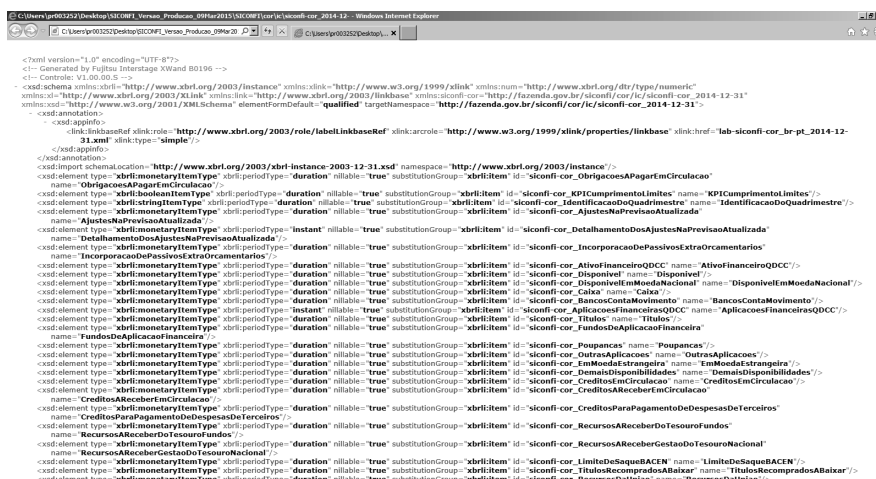 C:\Users\pr003252\Desktop\SICONFI_Versao_Producao_09Mar2015\SICONFI\cor\ic\siconfi-cor_2014-12- - Windows Internet Explorer
C:\Users\pr003252\Desktop\SICONFI_Versao_Producao_09Mar20
C:\Users\pr003252\Desktop\... X
<?xml version="1.0" encoding="UTF-8"?>
<!-- Generated by Fujitsu Interstage XWand B0196 -->
<!-- Controle: V1.00.00.S -->
- <xsd:schema xmlns:xbrli="http://www.xbrl.org/2003/instance" xmlns:xlink="http://www.xbrl.org/1999/xlink" xmlns:num="http://www.xbrl.org/dtr/type/numeric"
xmlns:xl="http://www.xbrl.org/2003/XLink" xmlns:link="http://www.xbrl.org/2003/linkbase" xmlns:siconfi-cor="http://fazenda.gov.br/siconfi/cor/ic/siconfi-cor_2014-12-31"
xmlns:xsd="http://www.w3.org/2001/XMLSchema" elementFormDefault="qualified" targetNamespace="http://fazenda.gov.br/siconfi/cor/ic/siconfi-cor_2014-12-31">
- <xsd:annotation>
- <xsd:appinfo>
<link:linkbaseRef xlink:role="http://www.xbrl.org/2003/role/labelLinkbaseRef" xlink:arcrole="http://www.w3.org/1999/xlink/properties/linkbase" xlink:href="lab-siconfi-cor_br-pt_2014-12-
31.xml" xlink:type="simple"/>
</xsd:appinfo>
</xsd:annotation>
<xsd:import schemaLocation="http://www.xbrl.org/2003/xbrl-instance-2003-12-31.xsd" namespace="http://www.xbrl.org/2003/instance"/>
<xsd:element type="xbrli:monetaryItemType" xbrli:periodType="duration" nillable="true" substitutionGroup="xbrli:item" id="siconfi-cor_ObrigacoesAPagarEmCirculacao"
name="ObrigacoesAPagarEmCirculacao"/>
<xsd:element type="xbrli:booleanItemType" xbrli:periodType="duration" nillable="true" substitutionGroup="xbrli:item" id="siconfi-cor_KPICumprimentoLimites" name="KPICumprimentoLimites"/>
<xsd:element type="xbrli:stringItemType" xbrli:periodType="duration" nillable="true" substitutionGroup="xbrli:item" id="siconfi-cor_IdentificacaoDoQuadrimestre" name="IdentificacaoDoQuadrimestre"/>
<xsd:element type="xbrli:monetaryItemType" xbrli:periodType="duration" nillable="true" substitutionGroup="xbrli:item" id="siconfi-cor_AjustesNaPrevisaoAtualizada"
name="AjustesNaPrevisaoAtualizada"/>
<xsd:element type="xbrli:monetaryItemType" xbrli:periodType="instant" nillable="true" substitutionGroup="xbrli:item" id="siconfi-cor_DetalhamentoDosAjustesNaPrevisaoAtualizada"
name="DetalhamentoDosAjustesNaPrevisaoAtualizada"/>
<xsd:element type="xbrli:monetaryItemType" xbrli:periodType="duration" nillable="true" substitutionGroup="xbrli:item" id="siconfi-cor_IncorporacaoDePassivosExtraOrcamentarios"
name="IncorporacaoDePassivosExtraOrcamentarios"/>
<xsd:element type="xbrli:monetaryItemType" xbrli:periodType="duration" nillable="true" substitutionGroup="xbrli:item" id="siconfi-cor_AtivoFinanceiroQDCC" name="AtivoFinanceiroQDCC"/>
<xsd:element type="xbrli:monetaryItemType" xbrli:periodType="duration" nillable="true" substitutionGroup="xbrli:item" id="siconfi-cor_Disponivel" name="Disponivel"/>
<xsd:element type="xbrli:monetaryItemType" xbrli:periodType="duration" nillable="true" substitutionGroup="xbrli:item" id="siconfi-cor_DisponivelEmMoedaNacional" name="DisponivelEmMoedaNacional"/>
<xsd:element type="xbrli:monetaryItemType" xbrli:periodType="duration" nillable="true" substitutionGroup="xbrli:item" id="siconfi-cor_Caixa" name="Caixa"/>
<xsd:element type="xbrli:monetaryItemType" xbrli:periodType="duration" nillable="true" substitutionGroup="xbrli:item" id="siconfi-cor_BancosContaMovimento" name="BancosContaMovimento"/>
<xsd:element type="xbrli:monetaryItemType" xbrli:periodType="instant" nillable="true" substitutionGroup="xbrli:item" id="siconfi-cor_AplicacoesFinanceirasQDCC" name="AplicacoesFinanceirasQDCC"/>
<xsd:element type="xbrli:monetaryItemType" xbrli:periodType="duration" nillable="true" substitutionGroup="xbrli:item" id="siconfi-cor_Titulos" name="Titulos"/>
<xsd:element type="xbrli:monetaryItemType" xbrli:periodType="duration" nillable="true" substitutionGroup="xbrli:item" id="siconfi-cor_FundosDeAplicacaoFinanceira"
name="FundosDeAplicacaoFinanceira"/>
<xsd:element type="xbrli:monetaryItemType" xbrli:periodType="duration" nillable="true" substitutionGroup="xbrli:item" id="siconfi-cor_Poupancas" name="Poupancas"/>
<xsd:element type="xbrli:monetaryItemType" xbrli:periodType="duration" nillable="true" substitutionGroup="xbrli:item" id="siconfi-cor_OutrasAplicacoes" name="OutrasAplicacoes"/>
<xsd:element type="xbrli:monetaryItemType" xbrli:periodType="duration" nillable="true" substitutionGroup="xbrli:item" id="siconfi-cor_EmMoedaEstrangeira" name="EmMoedaEstrangeira"/>
<xsd:element type="xbrli:monetaryItemType" xbrli:periodType="duration" nillable="true" substitutionGroup="xbrli:item" id="siconfi-cor_DemaisDisponibilidades" name="DemaisDisponibilidades"/>
<xsd:element type="xbrli:monetaryItemType" xbrli:periodType="duration" nillable="true" substitutionGroup="xbrli:item" id="siconfi-cor_CreditosEmCirculacao" name="CreditosEmCirculacao"/>
<xsd:element type="xbrli:monetaryItemType" xbrli:periodType="duration" nillable="true" substitutionGroup="xbrli:item" id="siconfi-cor_CreditosAReceberEmCirculacao"
name="CreditosAReceberEmCirculacao"/>
<xsd:element type="xbrli:monetaryItemType" xbrli:periodType="duration" nillable="true" substitutionGroup="xbrli:item" id="siconfi-cor_CreditosParaPagamentoDeDespesasDeTerceiros"
name="CreditosParaPagamentoDeDespesasDeTerceiros"/>
<xsd:element type="xbrli:monetaryItemType" xbrli:periodType="duration" nillable="true" substitutionGroup="xbrli:item" id="siconfi-cor_RecursosAReceberDoTesouroFundos"
name="RecursosAReceberDoTesouroFundos"/>
<xsd:element type="xbrli:monetaryItemType" xbrli:periodType="duration" nillable="true" substitutionGroup="xbrli:item" id="siconfi-cor_RecursosAReceberGestaoDoTesouroNacional"
name="RecursosAReceberGestaoDoTesouroNacional"/>
<xsd:element type="xbrli:monetaryItemType" xbrli:periodType="duration" nillable="true" substitutionGroup="xbrli:item" id="siconfi-cor_LimiteDeSaqueBACEN" name="LimiteDeSaqueBACEN"/>
<xsd:element type="xbrli:monetaryItemType" xbrli:periodType="duration" nillable="true" substitutionGroup="xbrli:item" id="siconfi-cor_TitulosRecompradosABaixar" name="TitulosRecompradosABaixar"/>
<xsd:element type="xbrli:monetaryItemType" xbrli:periodType="duration" nillable="true" substitutionGroup="xbrli:item" id="siconfi-cor_RecursosDaUniao" name="RecursosDaUniao"/>